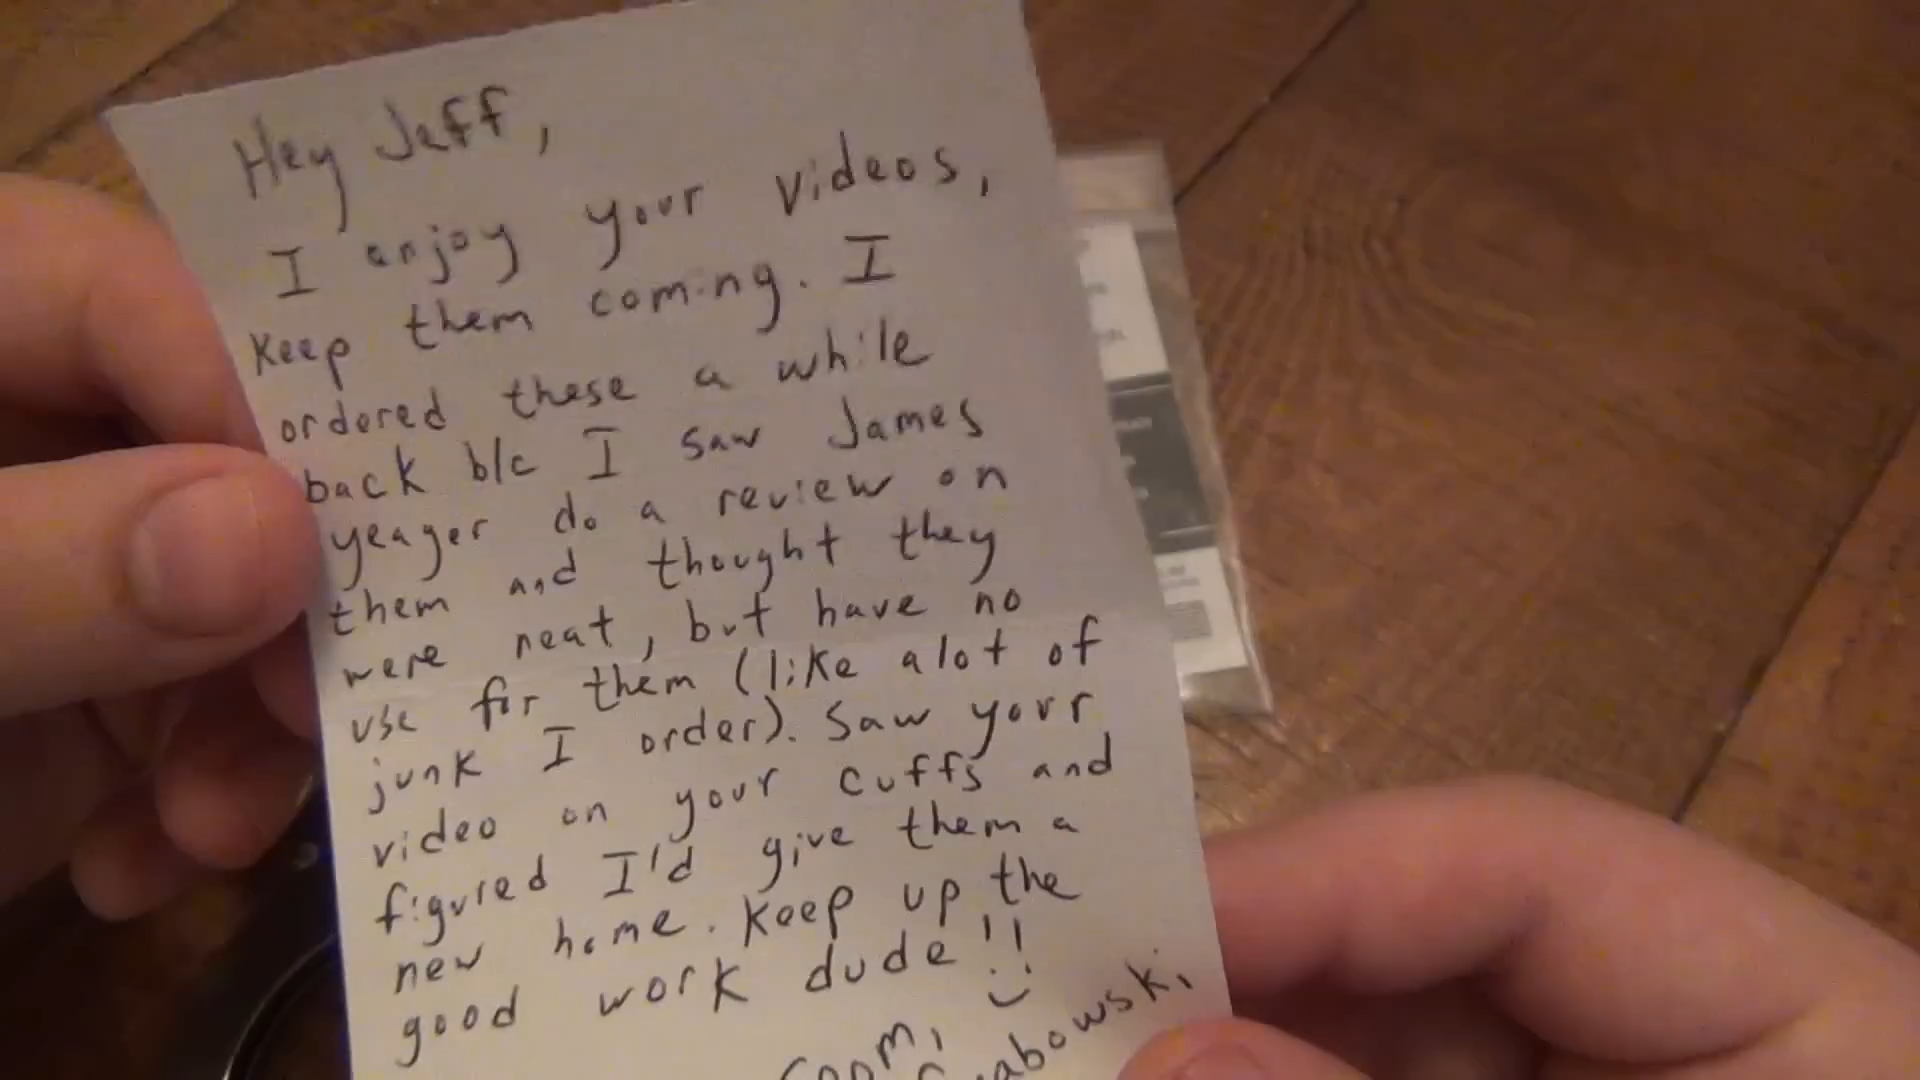 Hey Jeff,
I enjoy your videos,
Keep them coming. I
ordered these a while
back b/c I saw James
yeager do a review on
them and thought they
were neat, but have no
use for them (like alot of
junk I order). Saw your
video on your cuffs and
figured I'd give them a
new home. Keep up the
good work dude!!